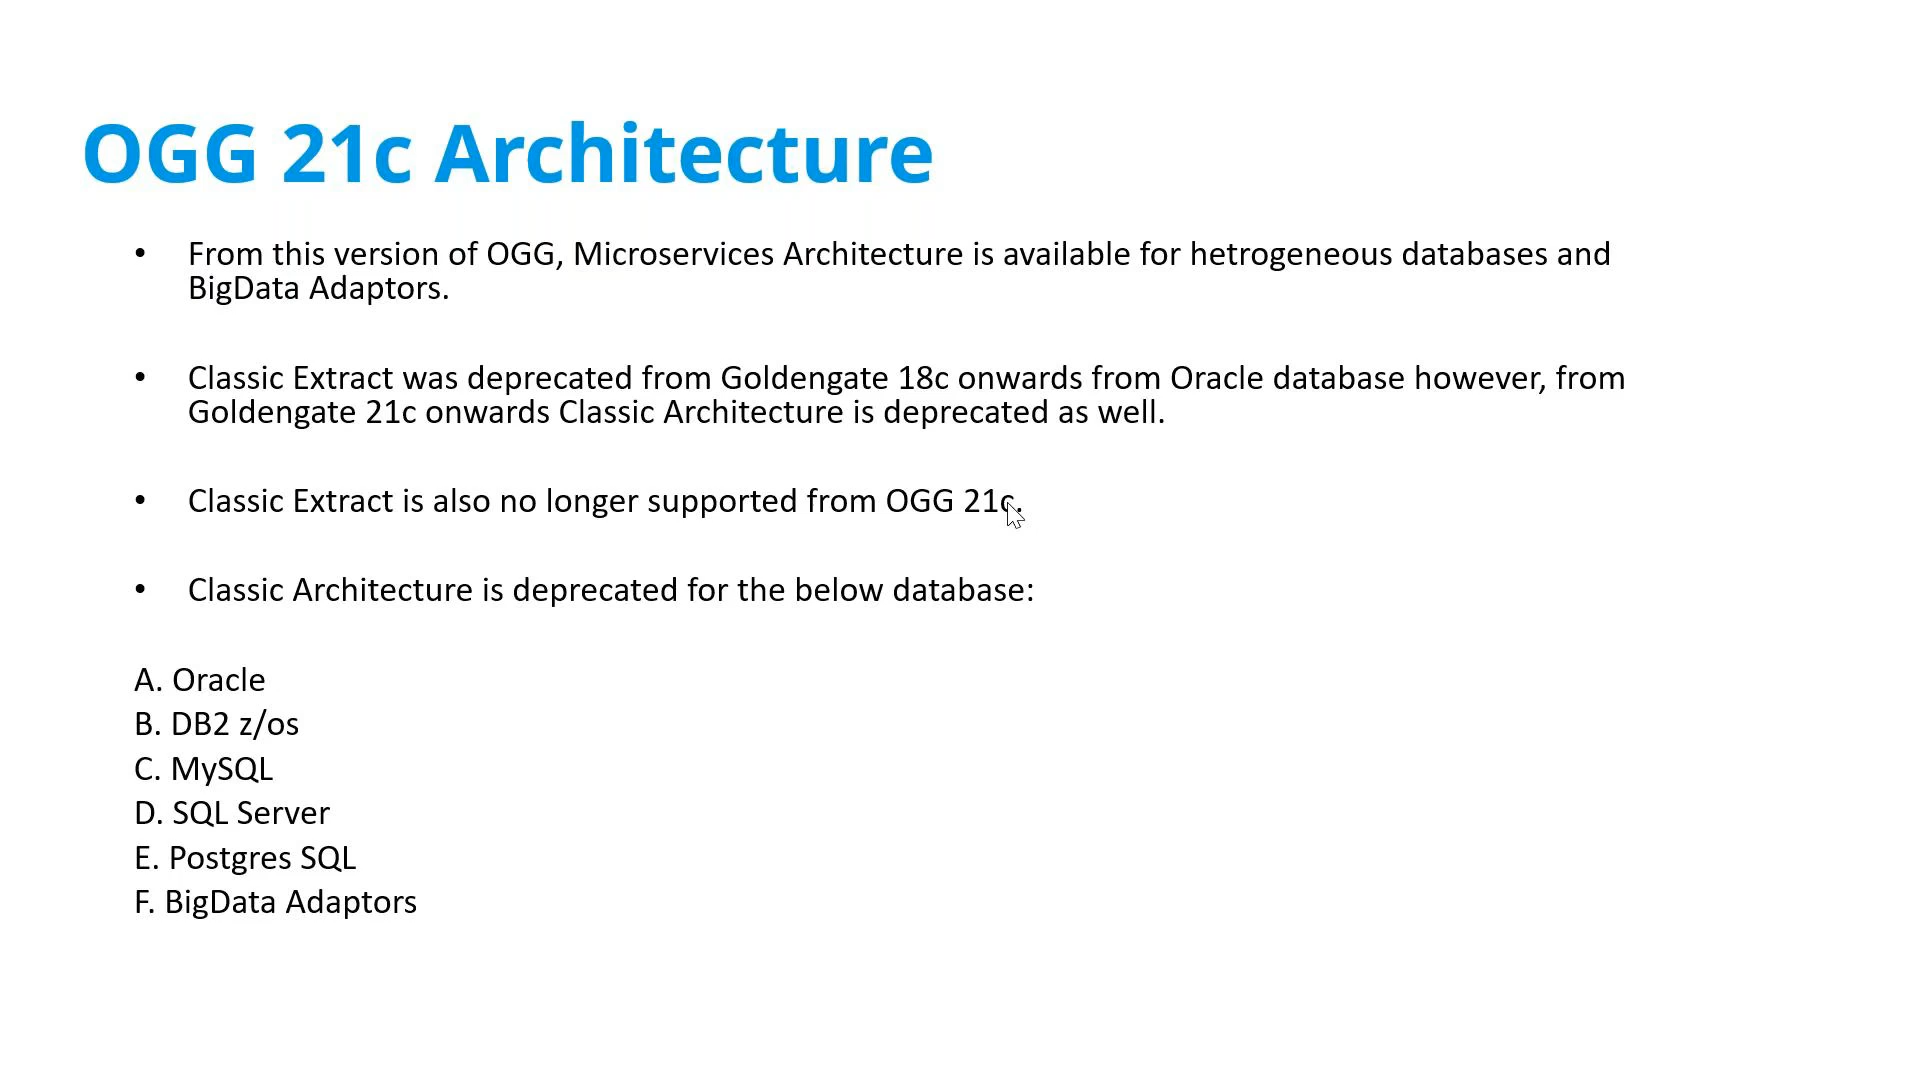 OGG 21c Architecture
• From this version of OGG, Microservices Architecture is available for hetrogeneous databases and
BigData Adaptors.
• Classic Extract was deprecated from Goldengate 18c onwards from Oracle database however, from
Goldengate 21c onwards Classic Architecture is deprecated as well.
• Classic Extract is also no longer supported from OGG 21c.
• Classic Architecture is deprecated for the below database:
A. Oracle
B. DB2 z/os
C. MySQL
D. SQL Server
E. Postgres SQL
F. BigData Adaptors